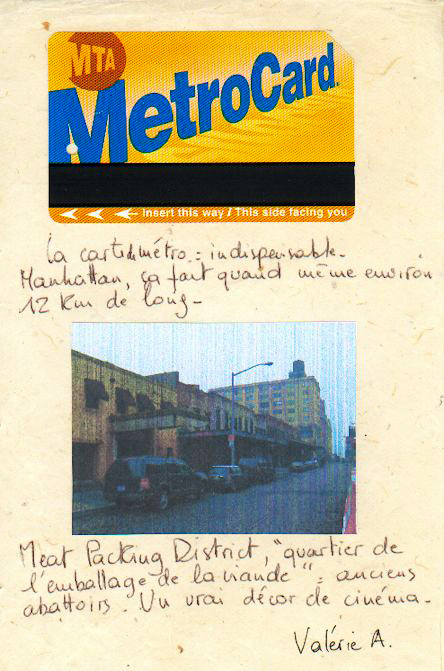 MTA
MetroCard
Insert this way / This side facing you
La carte métro : indispensable.
Manhattan, ça fait quand même environ
12 Km de long -
Meat Packing District, "quartier de
l'emballage de la viande" : anciens
abattoirs. Un vrai décor de cinéma.
Valérie A.